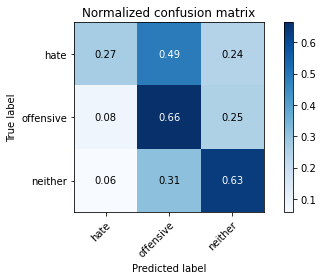 Normalized confusion matrix
True label
hate 0.27 0.49 0.24
offensive 0.08 0.66 0.25
neither 0.06 0.31 0.63
hate offensive neither
Predicted label
0.6
0.5
0.4
0.3
0.2
0.1